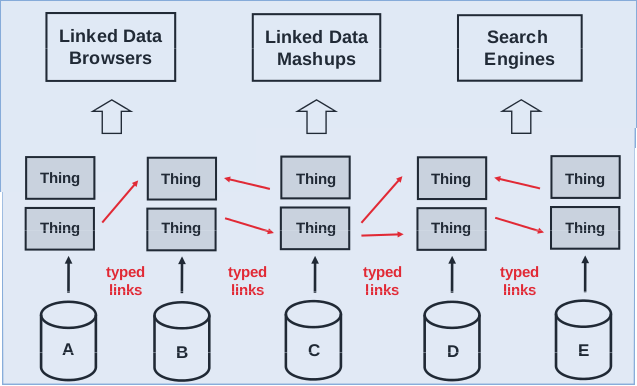 Linked Data
Browsers
Linked Data
Mashups
Search
Engines
Thing
Thing
Thing
Thing
Thing
Thing
Thing
Thing
Thing
Thing
typed
links
typed
links
typed
links
typed
links
A
B
C
D
E